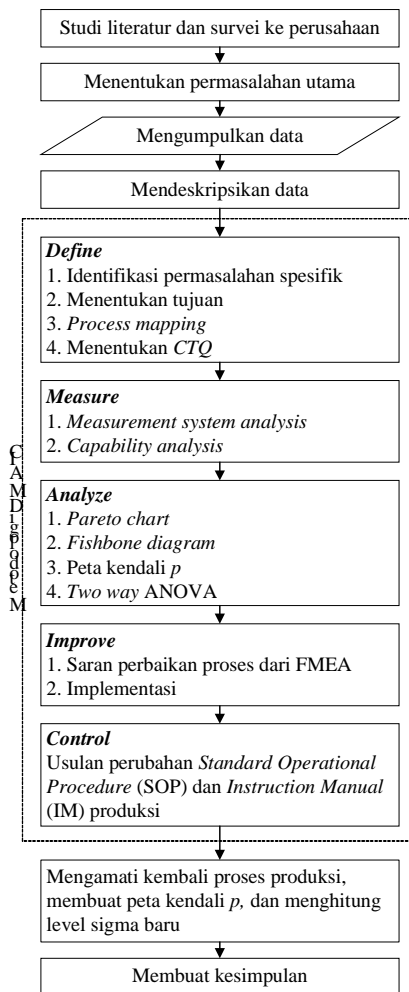 Studi literatur dan survei ke perusahaan
Menentukan permasalahan utama
Mengumpulkan data
Mendeskripsikan data
Metodologi DMAIC
Define
1. Identifikasi permasalahan spesifik
2. Menentukan tujuan
3. Process mapping
4. Menentukan CTQ
Measure
1. Measurement system analysis
2. Capability analysis
Analyze
1. Pareto chart
2. Fishbone diagram
3. Peta kendali p
4. Two way ANOVA
Improve
1. Saran perbaikan proses dari FMEA
2. Implementasi
Control
Usulan perubahan Standard Operational
Procedure (SOP) dan Instruction Manual
(IM) produksi
Mengamati kembali proses produksi,
membuat peta kendali p, dan menghitung
level sigma baru
Membuat kesimpulan